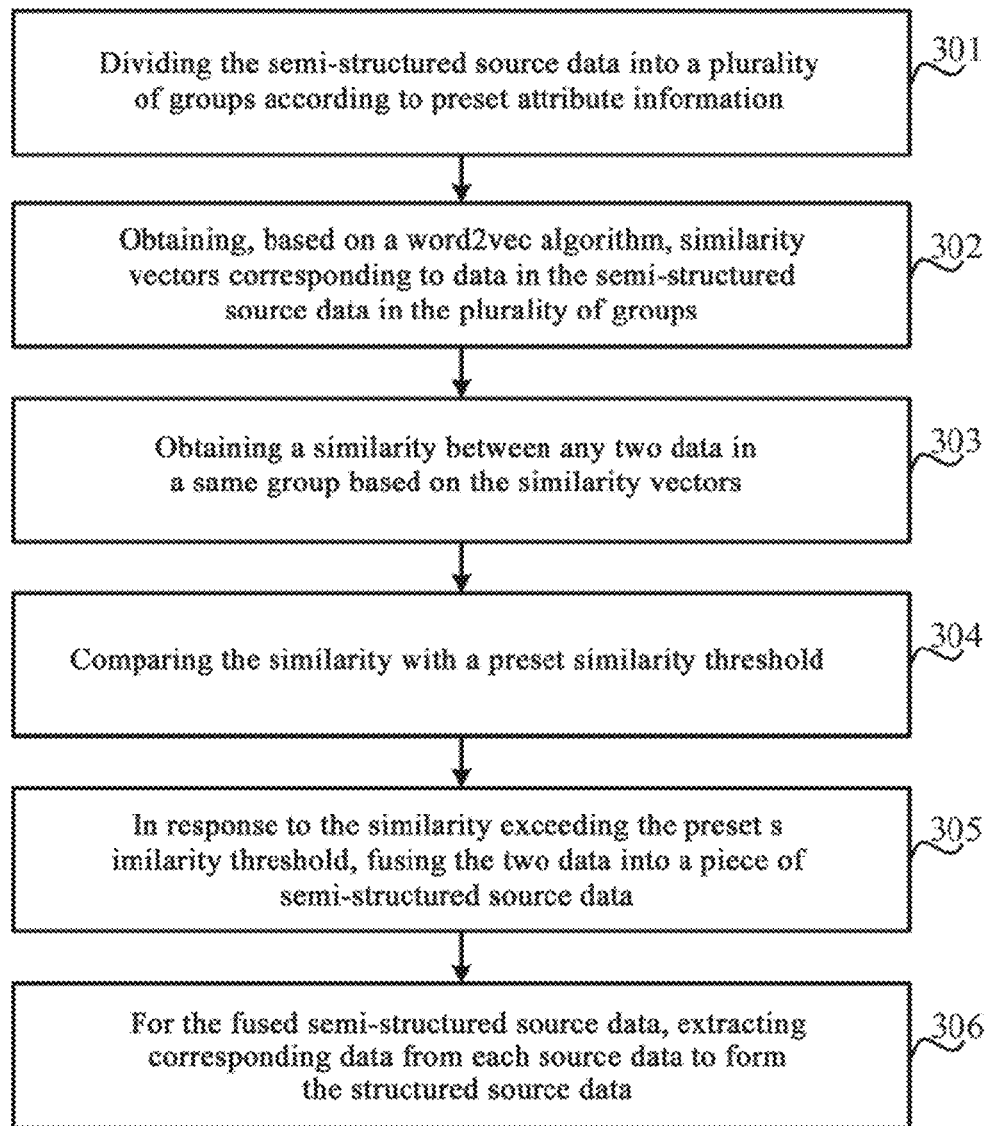 Dividing the semi-structured source data into a plurality
of groups according to preset attribute information
301
Obtaining, based on a word2vec algorithm, similarity
vectors corresponding to data in the semi-structured
source data in the plurality of groups
302
Obtaining a similarity between any two data in
a same group based on the similarity vectors
303
Comparing the similarity with a preset similarity threshold
304
In response to the similarity exceeding the preset s
imilarity threshold, fusing the two data into a piece of
semi-structured source data
305
For the fused semi-structured source data, extracting
corresponding data from each source data to form
the structured source data
306